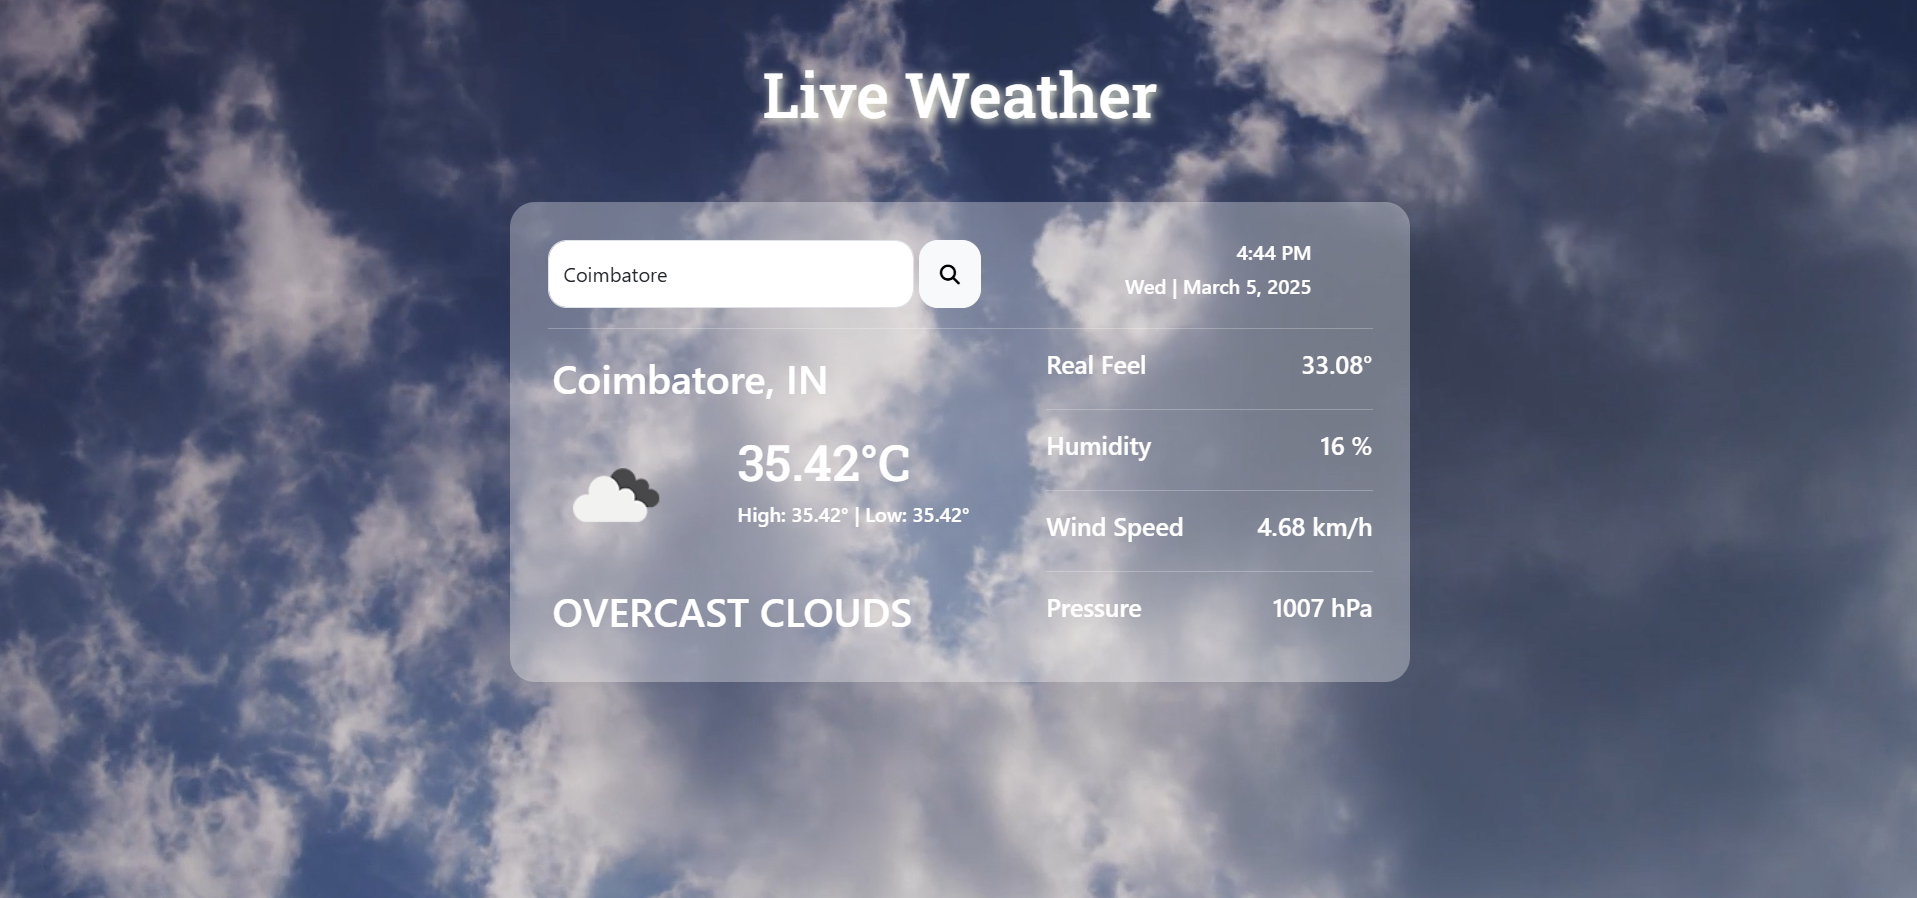 Live Weather
Coimbatore
4:44 PM
Wed | March 5, 2025
Coimbatore, IN
35.42°C
High: 35.42° | Low: 35.42°
OVERCAST CLOUDS
Real Feel 33.08°
Humidity 16 %
Wind Speed 4.68 km/h
Pressure 1007 hPa